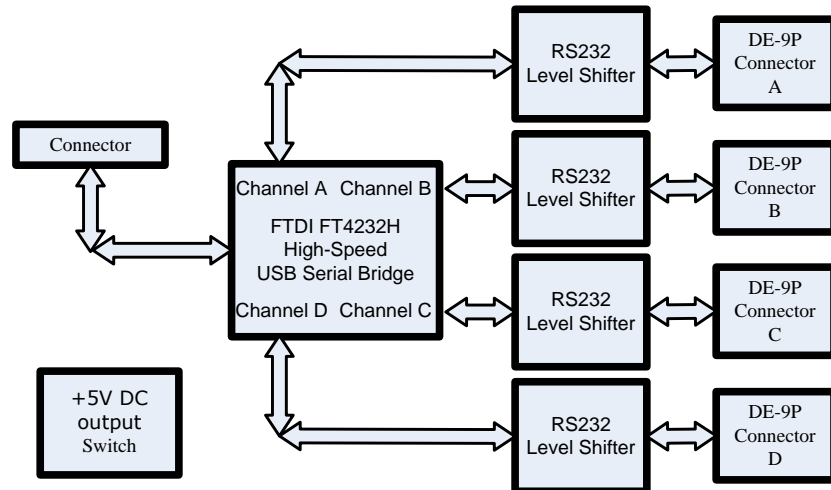 RS232
Level Shifter
DE-9P
Connector
A
Connector
RS232
Level Shifter
DE-9P
Connector
B
Channel A Channel B
FTDI FT4232H
High-Speed
USB Serial Bridge
Channel D Channel C
RS232
Level Shifter
DE-9P
Connector
C
+5V DC
output
Switch
RS232
Level Shifter
DE-9P
Connector
D